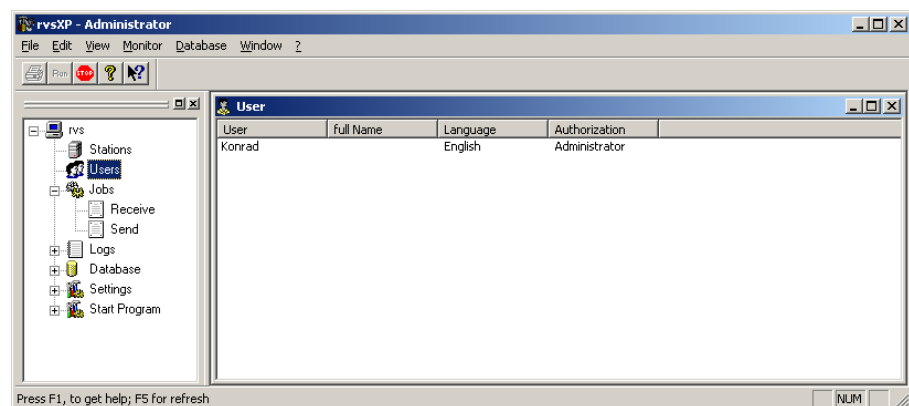 rvsXP - Administrator
File Edit View Monitor Database Window ?
Run STOP ? ?
User
rvs
Stations
Users
Jobs
Receive
Send
Logs
Database
Settings
Start Program
User full Name Language Authorization
Konrad English Administrator
Press F1, to get help; F5 for refresh NUM